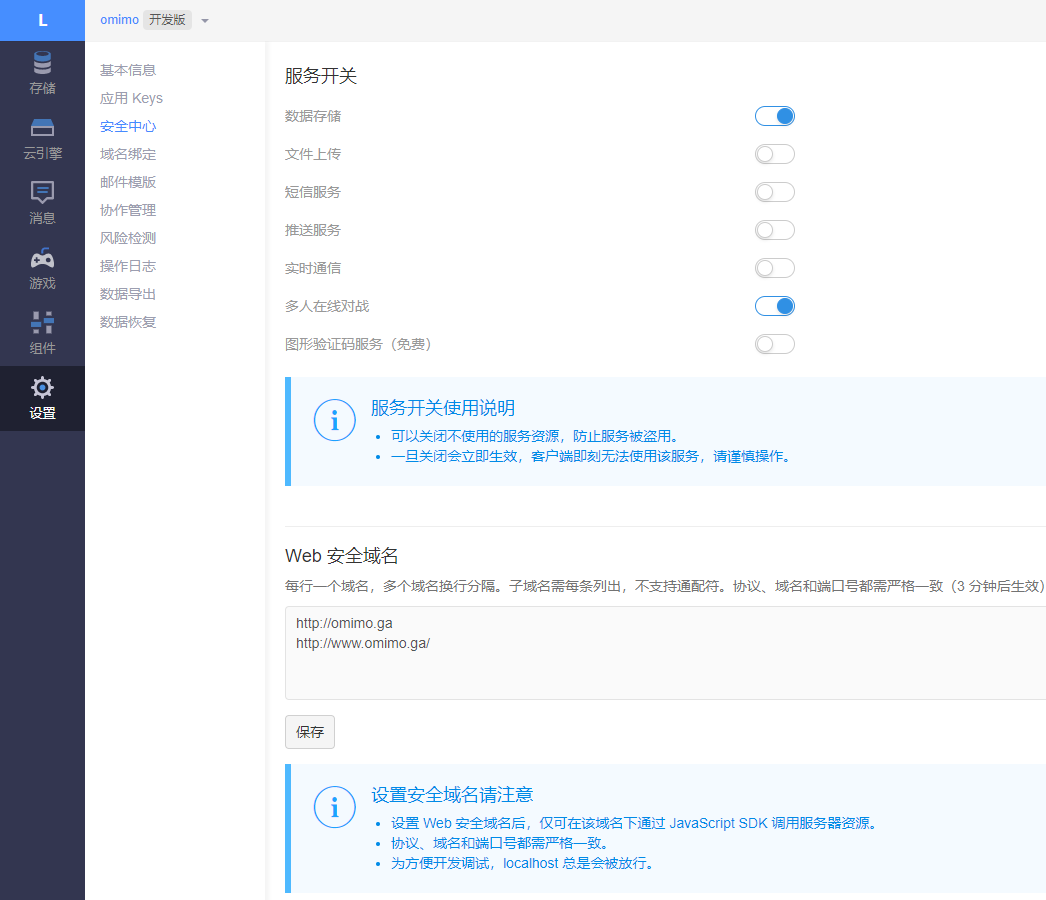 L
omimo 开发版
存储
云引擎
消息
游戏
组件
设置
基本信息
应用 Keys
安全中心
域名绑定
邮件模版
协作管理
风险检测
操作日志
数据导出
数据恢复
服务开关
数据存储
文件上传
短信服务
推送服务
实时通信
多人在线对战
图形验证码服务（免费）
服务开关使用说明
可以关闭不使用的服务资源，防止服务被盗用。
一旦关闭会立即生效，客户端即刻无法使用该服务，请谨慎操作。
Web 安全域名
每行一个域名，多个域名换行分隔。子域名需每条列出，不支持通配符。协议、域名和端口号都需严格一致（3 分钟后生效）
http://omimo.ga
http://www.omimo.ga/
保存
设置安全域名请注意
设置 Web 安全域名后，仅可在该域名下通过 JavaScript SDK 调用服务器资源。
协议、域名和端口号都需严格一致。
为方便开发调试，localhost 总是会被放行。